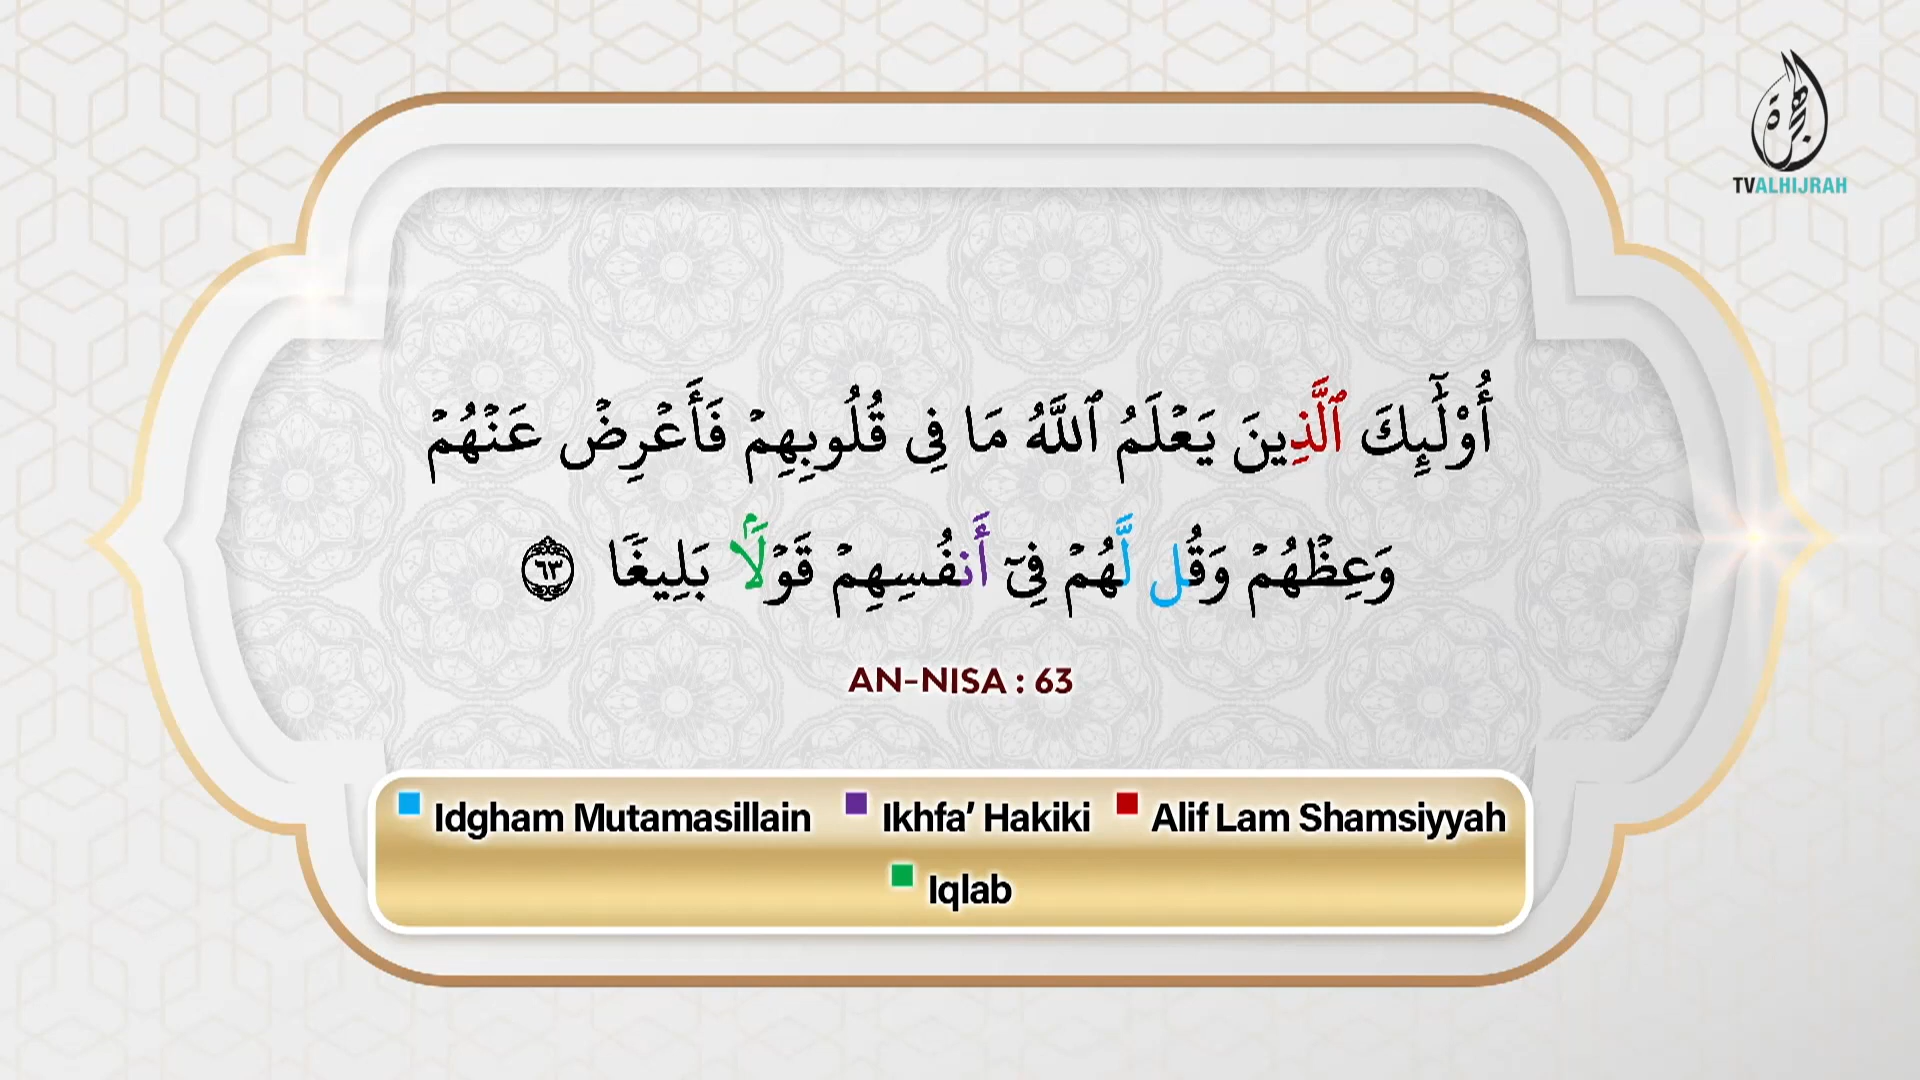 الهجرة
TVALHIJRAH
أُو۟لَٰٓئِكَ ٱلَّذِينَ يَعْلَمُ ٱللَّهُ مَا فِى قُلُوبِهِمْ فَأَعْرِضْ عَنْهُمْ
وَعِظْهُمْ وَقُل لَّهُمْ فِىٓ أَنفُسِهِمْ قَوْلًۢا بَلِيغًا ٦٣
AN-NISA : 63
Idgham Mutamasillain Ikhfa’ Hakiki Alif Lam Shamsiyyah
Iqlab